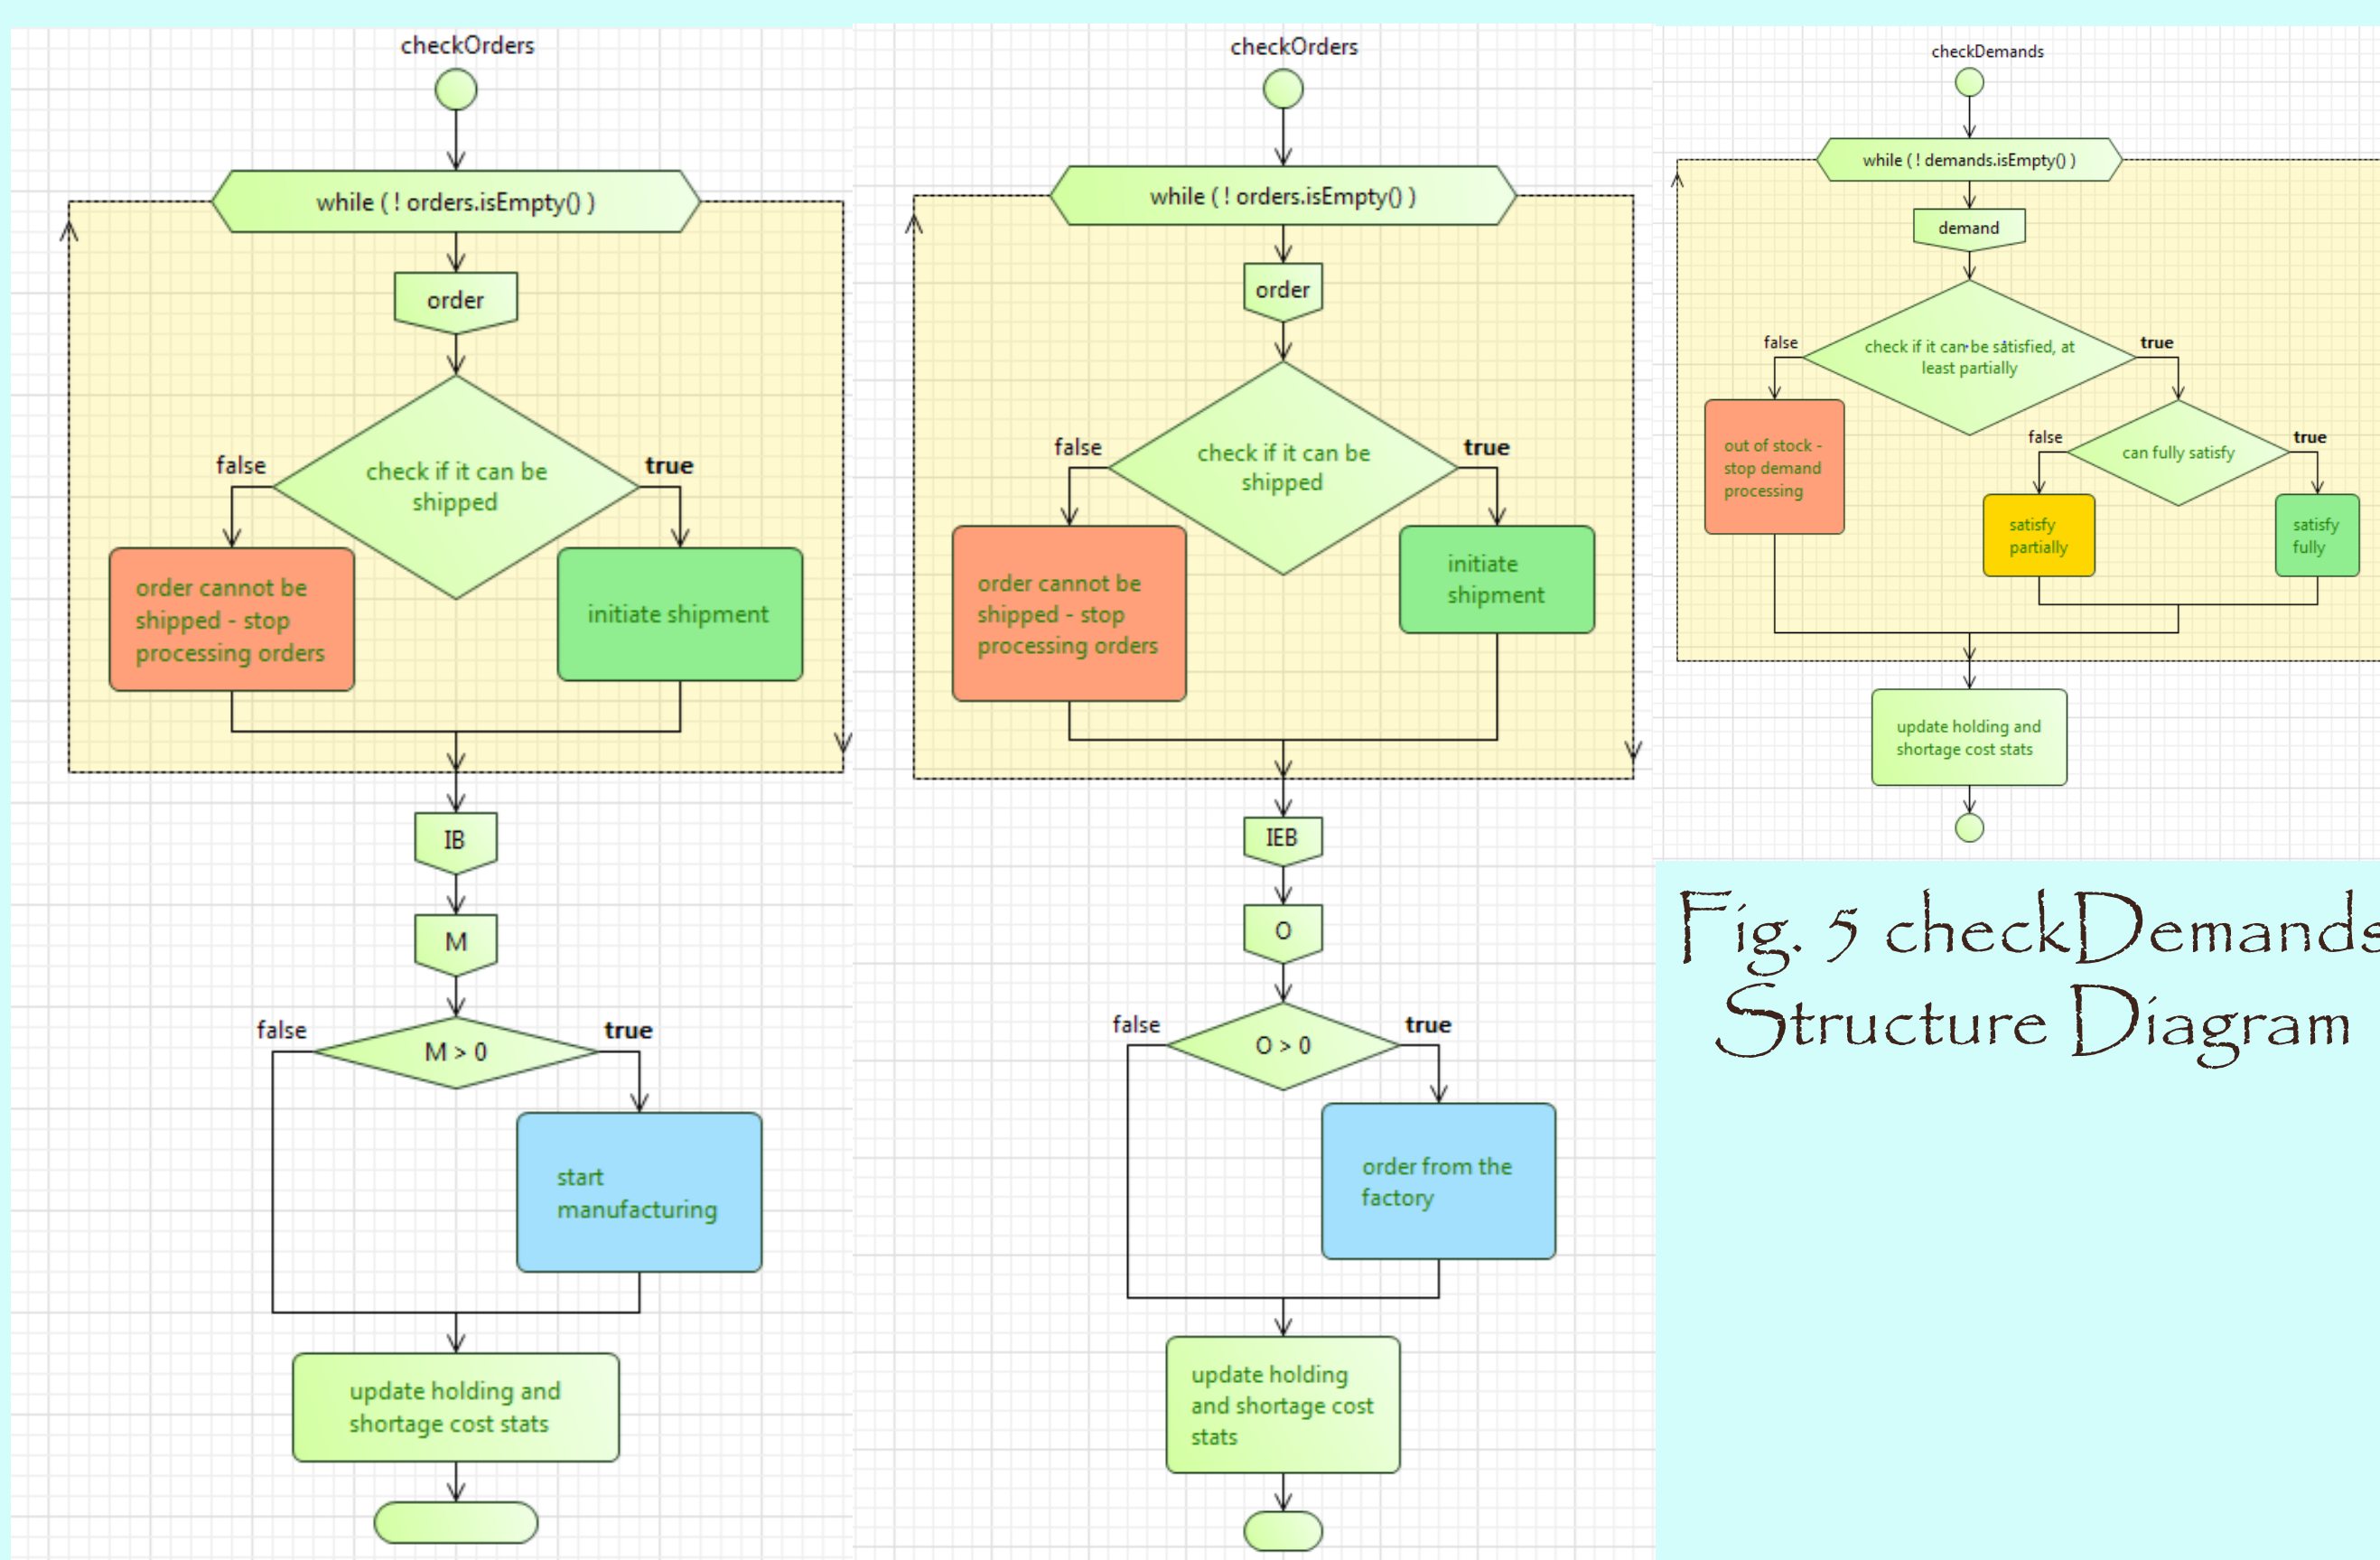 checkOrders
while ( ! orders.isEmpty() )
order
check if it can be
shipped
false
true
order cannot be
shipped - stop
processing orders
initiate shipment
IB
M
M > 0
false
true
start
manufacturing
update holding and
shortage cost stats
checkOrders
while ( ! orders.isEmpty() )
order
check if it can be
shipped
false
true
order cannot be
shipped - stop
processing orders
initiate
shipment
IEB
O
O > 0
false
true
order from the
factory
update holding
and shortage cost
stats
checkDemands
while ( ! demands.isEmpty() )
demand
check if it can be satisfied, at
least partially
false
true
out of stock -
stop demand
processing
can fully satisfy
false
true
satisfy
partially
satisfy
fully
update holding and
shortage cost stats
Fig. 5 checkDemands
Structure Diagram